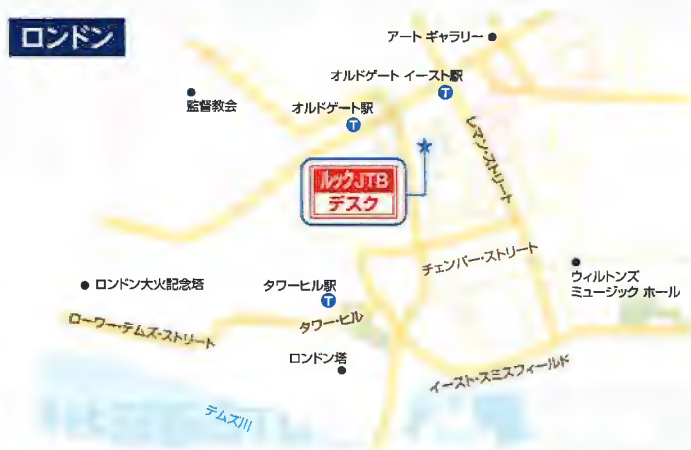 ロンドン
アート ギャラリー
オルドゲート イースト駅
T
監督教会
オルドゲート駅
T
レマン・ストリート
ルックJTB
デスク
チェンバー・ストリート
ウィルトンズ
ミュージック ホール
ロンドン大火記念塔
タワーヒル駅
T
タワー・ヒル
ローワー・テムズ・ストリート
ロンドン塔
イースト・スミスフィールド
テムズ川